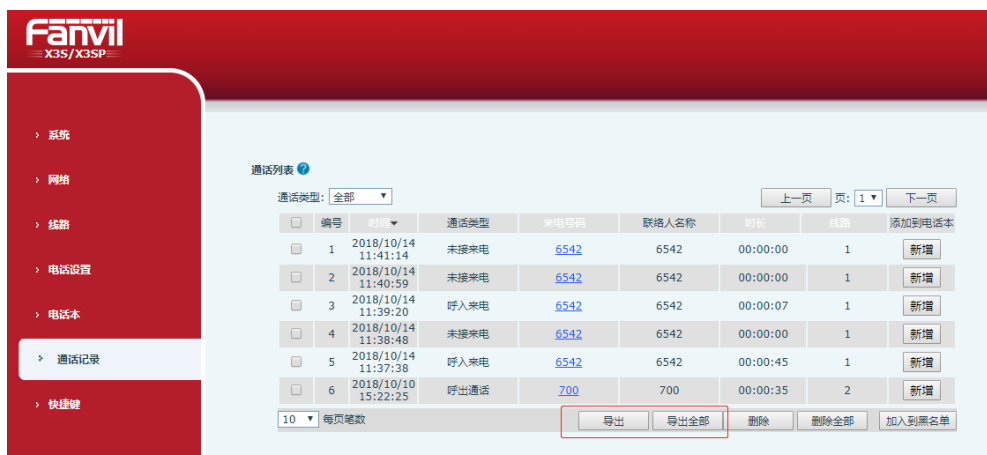 Fanvil
X3S/X3SP
系统
网络
线路
电话设置
电话本
通话记录
快捷键
通话列表 ?
通话类型: 全部 上一页 页: 1 下一页
编号 时间 通话类型 来电号码 联络人名称 时长 线路 添加到电话本
1 2018/10/14 11:41:14 未接来电 6542 6542 00:00:00 1 新增
2 2018/10/14 11:40:59 未接来电 6542 6542 00:00:00 1 新增
3 2018/10/14 11:39:20 呼入来电 6542 6542 00:00:07 1 新增
4 2018/10/14 11:38:48 未接来电 6542 6542 00:00:00 1 新增
5 2018/10/14 11:37:38 呼入来电 6542 6542 00:00:45 1 新增
6 2018/10/10 15:22:25 呼出通话 700 700 00:00:35 2 新增
10 每页笔数 导出 导出全部 删除 删除全部 加入到黑名单